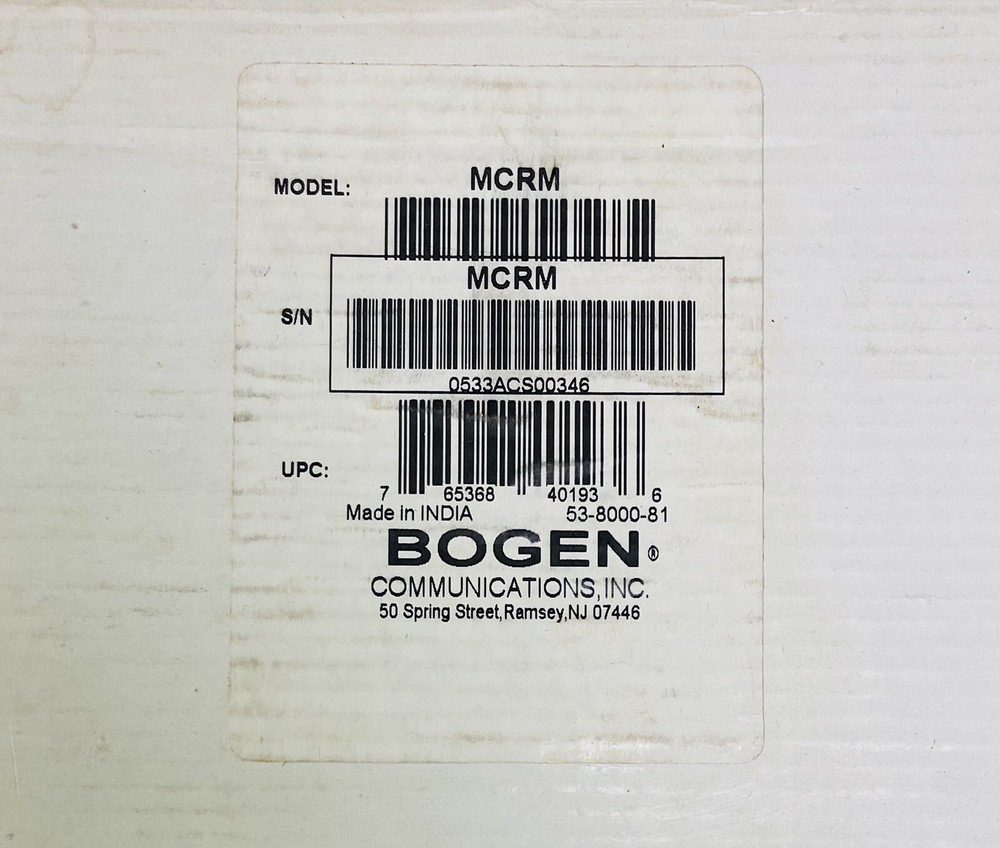 MODEL: MCRM
MCRM
S/N
0533ACS00346
UPC:
7 65368 40193 6
Made in INDIA 53-8000-81
BOGEN®
COMMUNICATIONS,INC.
50 Spring Street,Ramsey,NJ 07446